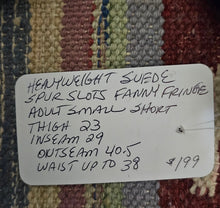 HEAVYWEIGHT SUEDE
SPUR SLOTS FANNY FRINGE
ADULT SMALL SHORT
THIGH 23
INSEAM 29
OUTSEAM 40.5
WAIST UP TO 38
$199